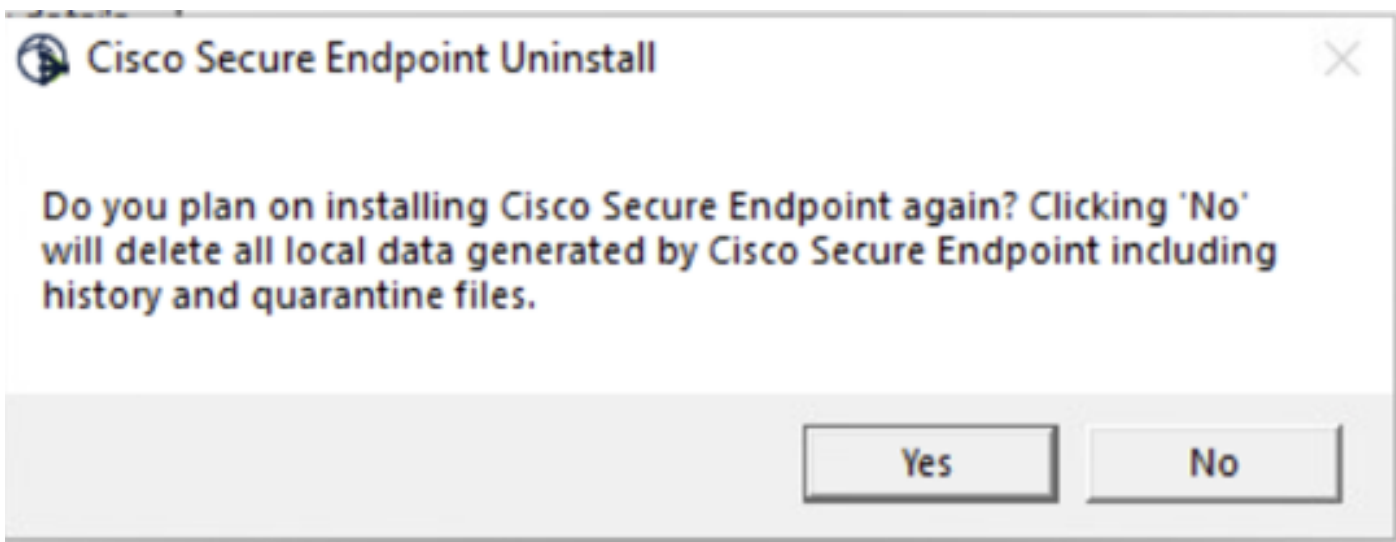 Cisco Secure Endpoint Uninstall
Do you plan on installing Cisco Secure Endpoint again? Clicking 'No'
will delete all local data generated by Cisco Secure Endpoint including
history and quarantine files.
Yes
No